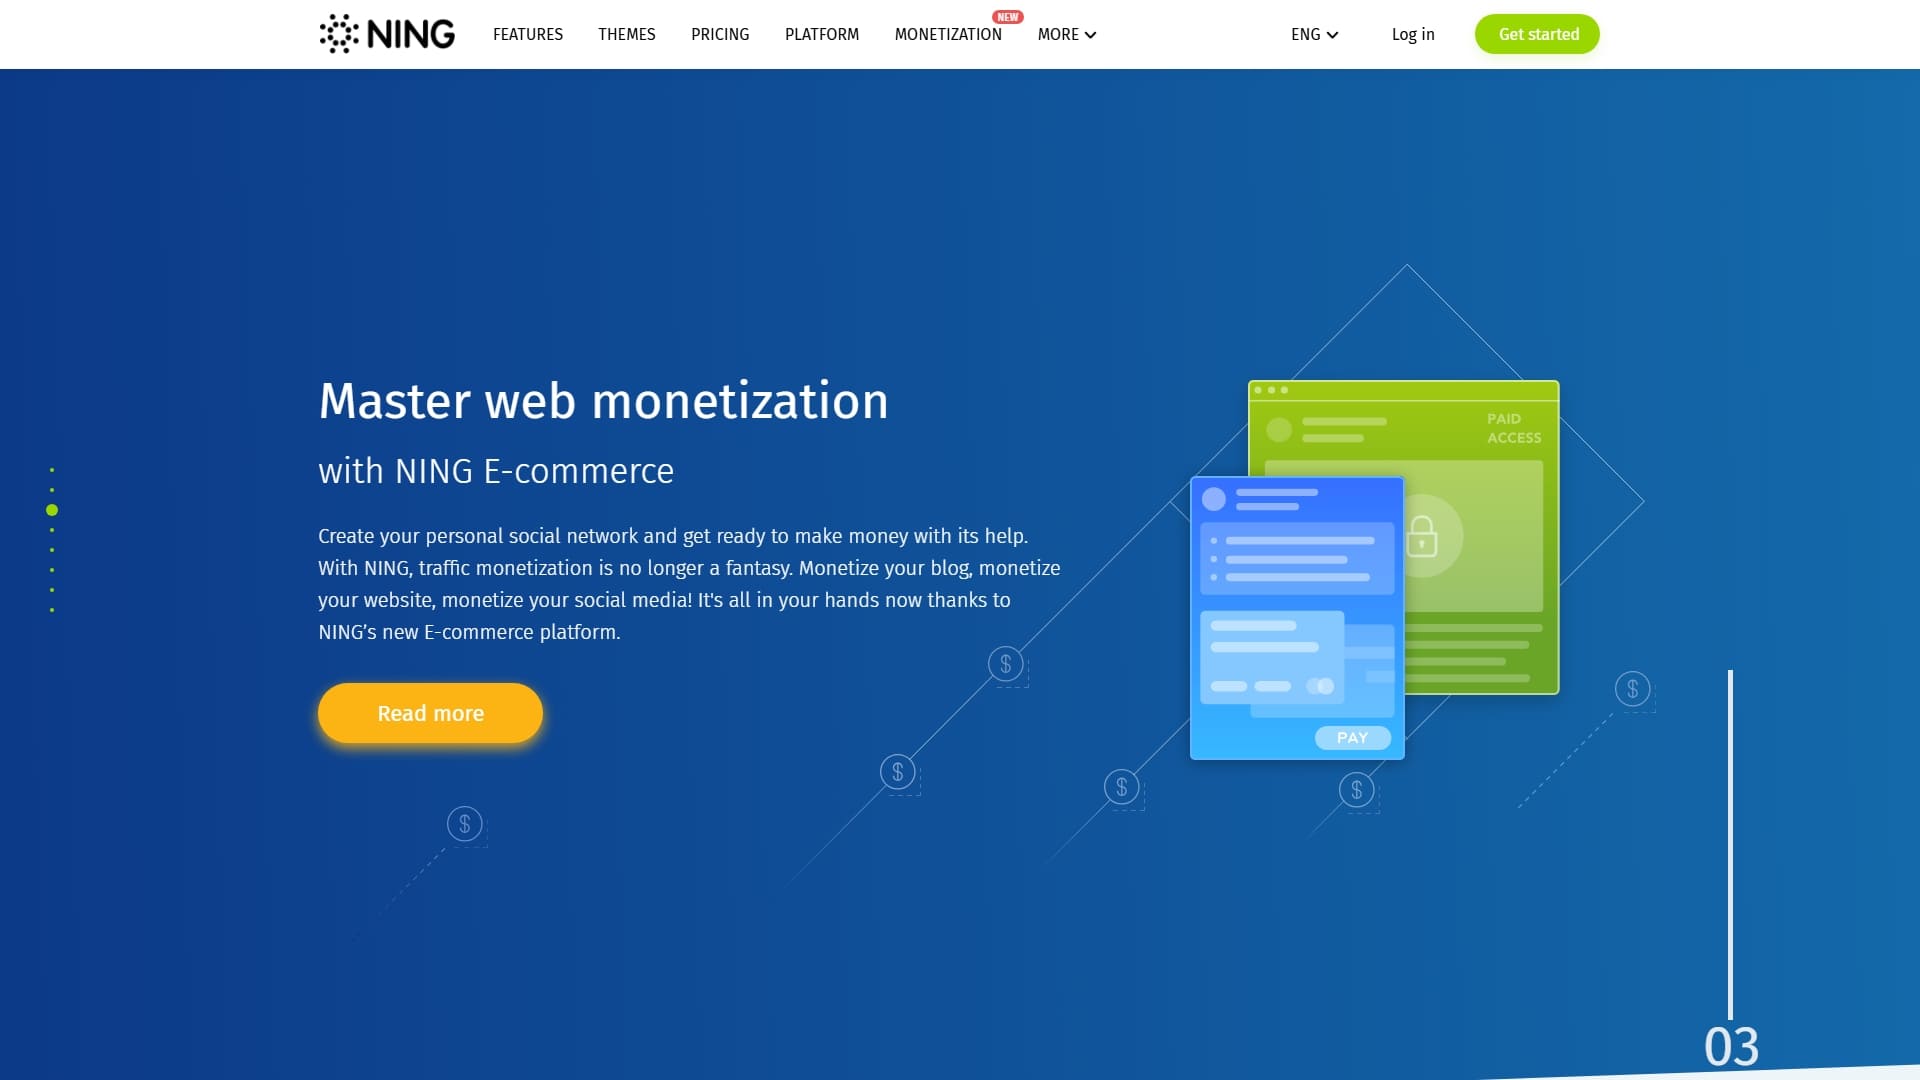 NING
FEATURES
THEMES
PRICING
PLATFORM
MONETIZATION
NEW
MORE
ENG
Log in
Get started
Master web monetization
with NING E-commerce
Create your personal social network and get ready to make money with its help.
With NING, traffic monetization is no longer a fantasy. Monetize your blog, monetize
your website, monetize your social media! It's all in your hands now thanks to
NING’s new E-commerce platform.
Read more
PAID
ACCESS
PAY
$
$
$
$
$
$
03